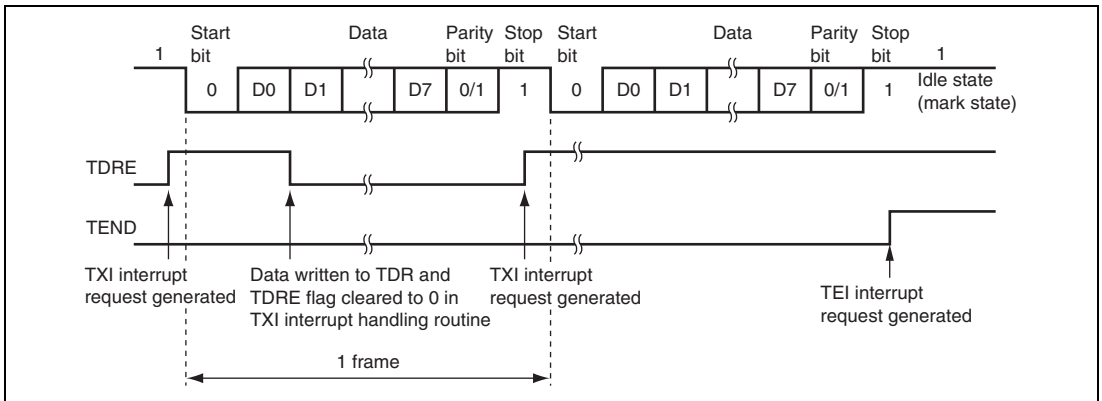 Start bit
Data
Parity bit
Stop bit
Start bit
Data
Parity bit
Stop bit
1
1
0
D0
D1
D7
0/1
1
0
D0
D1
D7
0/1
1
Idle state
(mark state)
TDRE
TEND
TXI interrupt
request generated
Data written to TDR and
TDRE flag cleared to 0 in
TXI interrupt handling routine
TXI interrupt
request generated
TEI interrupt
request generated
1 frame